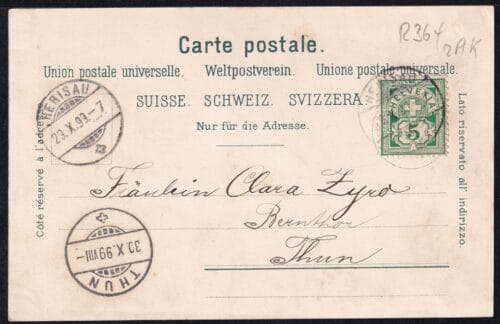 R364
2AK
Carte postale.
Union postale universelle. Weltpostverein. Unione postale universale.
SUISSE. SCHWEIZ. SVIZZERA.
Nur für die Adresse.
Côté réservé à l'adresse.
Lato riservato all' indirizzo.
HERISAU
29.X.99.-7
HELVETIA
5
Fräulein Clara Zyro
Bernthor
Thun
30.X.99.VIII-
THUN